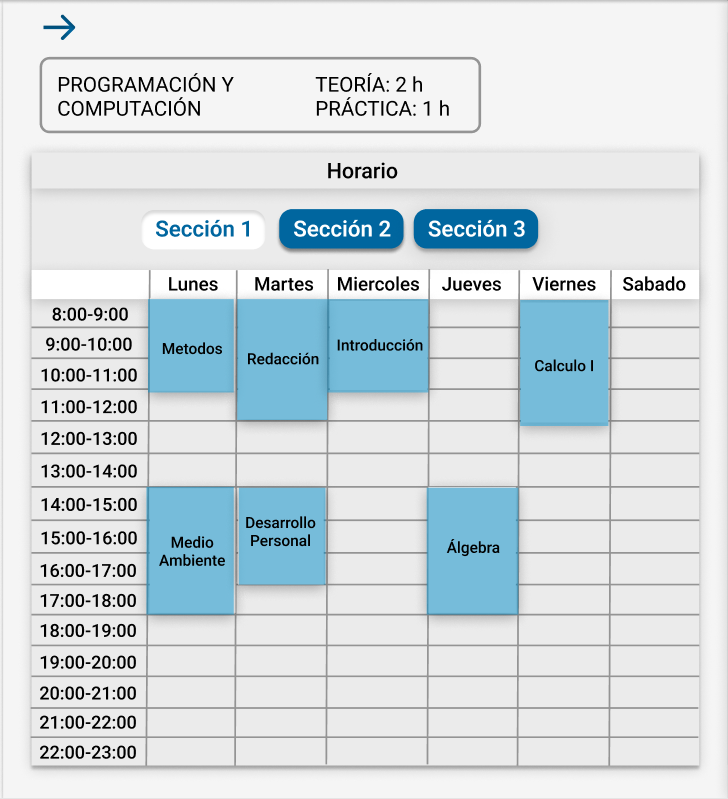 PROGRAMACIÓN Y
COMPUTACIÓN
TEORÍA: 2 h
PRÁCTICA: 1 h
Horario
Sección 1 Sección 2 Sección 3
Lunes Martes Miercoles Jueves Viernes Sabado
8:00-9:00
9:00-10:00
10:00-11:00
11:00-12:00
12:00-13:00
13:00-14:00
14:00-15:00
15:00-16:00
16:00-17:00
17:00-18:00
18:00-19:00
19:00-20:00
20:00-21:00
21:00-22:00
22:00-23:00
Metodos
Redacción
Introducción
Calculo I
Medio
Ambiente
Desarrollo
Personal
Álgebra